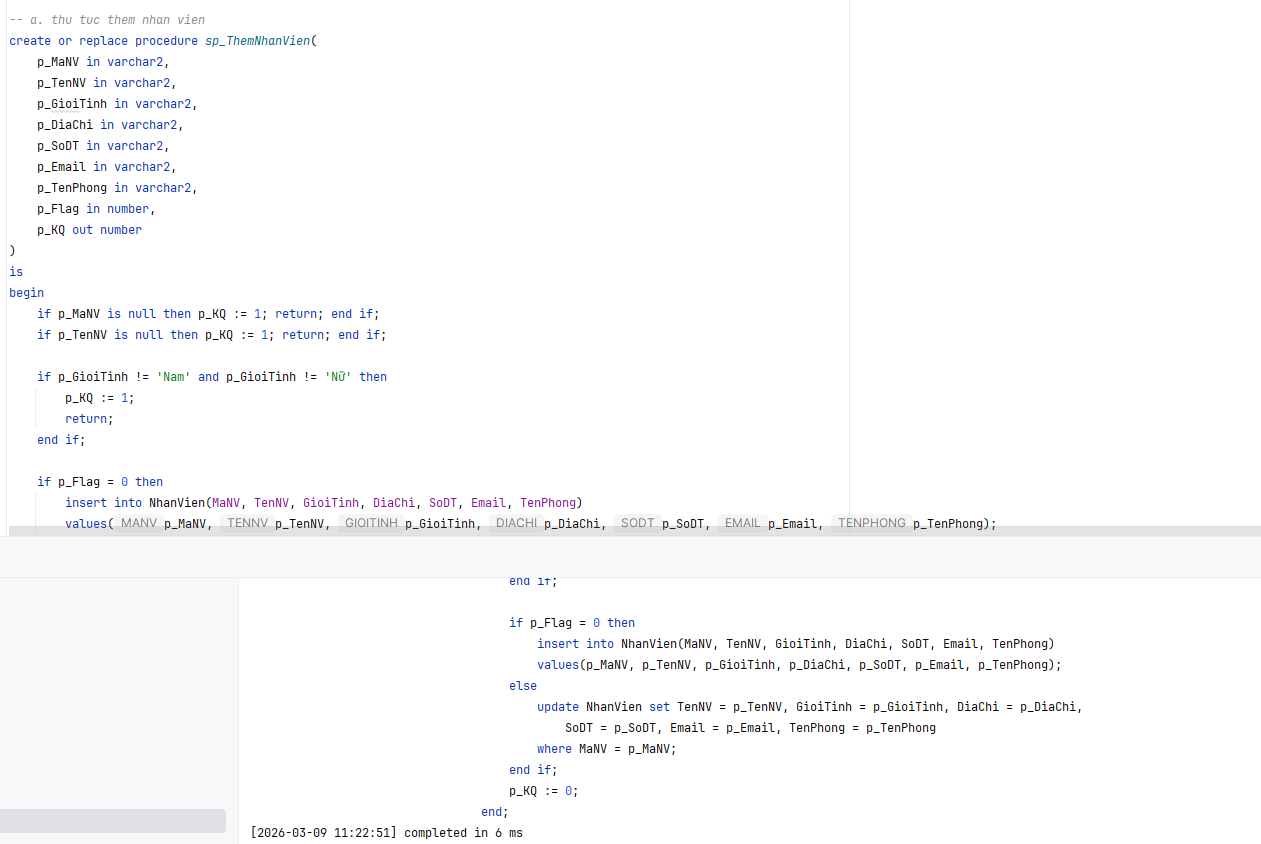 -- a. thu tuc them nhan vien
create or replace procedure sp_ThemNhanVien(
    p_MaNV in varchar2,
    p_TenNV in varchar2,
    p_GioiTinh in varchar2,
    p_DiaChi in varchar2,
    p_SoDT in varchar2,
    p_Email in varchar2,
    p_TenPhong in varchar2,
    p_Flag in number,
    p_KQ out number
)
is
begin
    if p_MaNV is null then p_KQ := 1; return; end if;
    if p_TenNV is null then p_KQ := 1; return; end if;
    if p_GioiTinh != 'Nam' and p_GioiTinh != 'Nữ' then
        p_KQ := 1;
        return;
    end if;
    if p_Flag = 0 then
        insert into NhanVien(MaNV, TenNV, GioiTinh, DiaChi, SoDT, Email, TenPhong)
        values( MANV p_MaNV, TENNV p_TenNV, GIOITINH p_GioiTinh, DIACHI p_DiaChi, SODT p_SoDT, EMAIL p_Email, TENPHONG p_TenPhong);
    end if;
    if p_Flag = 0 then
        insert into NhanVien(MaNV, TenNV, GioiTinh, DiaChi, SoDT, Email, TenPhong)
        values(p_MaNV, p_TenNV, p_GioiTinh, p_DiaChi, p_SoDT, p_Email, p_TenPhong);
    else
        update NhanVien set TenNV = p_TenNV, GioiTinh = p_GioiTinh, DiaChi = p_DiaChi,
            SoDT = p_SoDT, Email = p_Email, TenPhong = p_TenPhong
        where MaNV = p_MaNV;
    end if;
    p_KQ := 0;
end;
[2026-03-09 11:22:51] completed in 6 ms